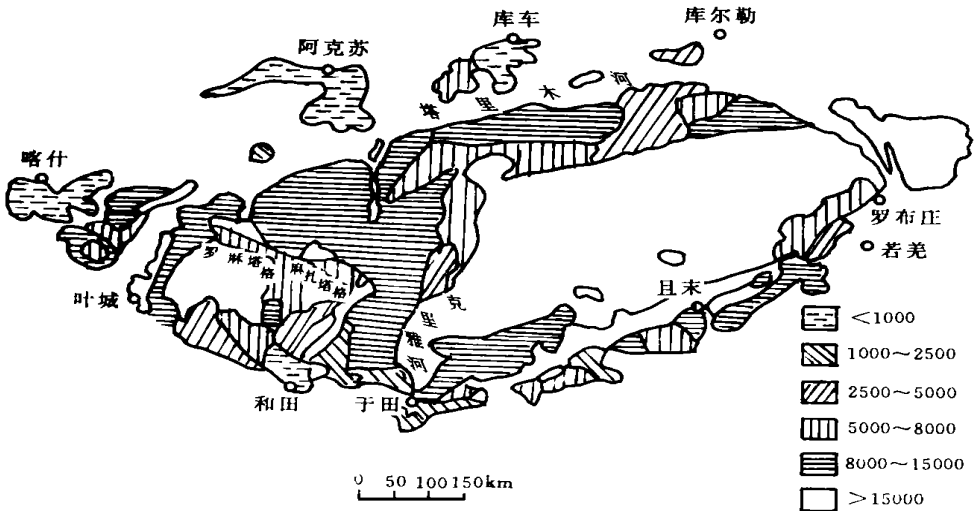 库车
库尔勒
阿克苏
塔里木河
喀什
罗布庄
若羌
罗斯塔格
麻扎塔格
叶城
且末
克里雅河
和田
于田
<1000
1000～2500
2500～5000
5000～8000
8000～15000
>15000
0 50 100 150km